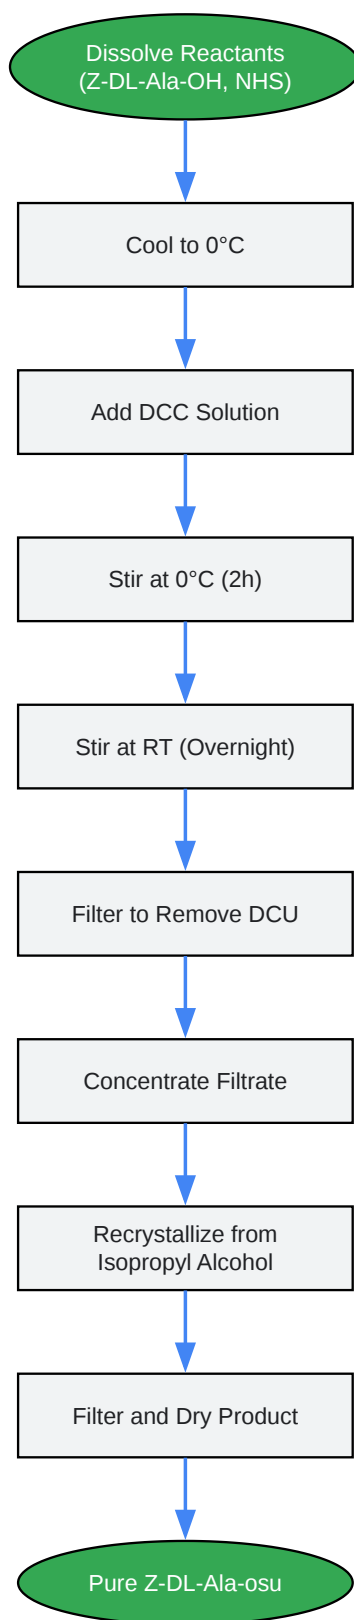 Dissolve Reactants
(Z-DL-Ala-OH, NHS)
Cool to 0°C
Add DCC Solution
Stir at 0°C (2h)
Stir at RT (Overnight)
Filter to Remove DCU
Concentrate Filtrate
Recrystallize from
Isopropyl Alcohol
Filter and Dry Product
Pure Z-DL-Ala-osu